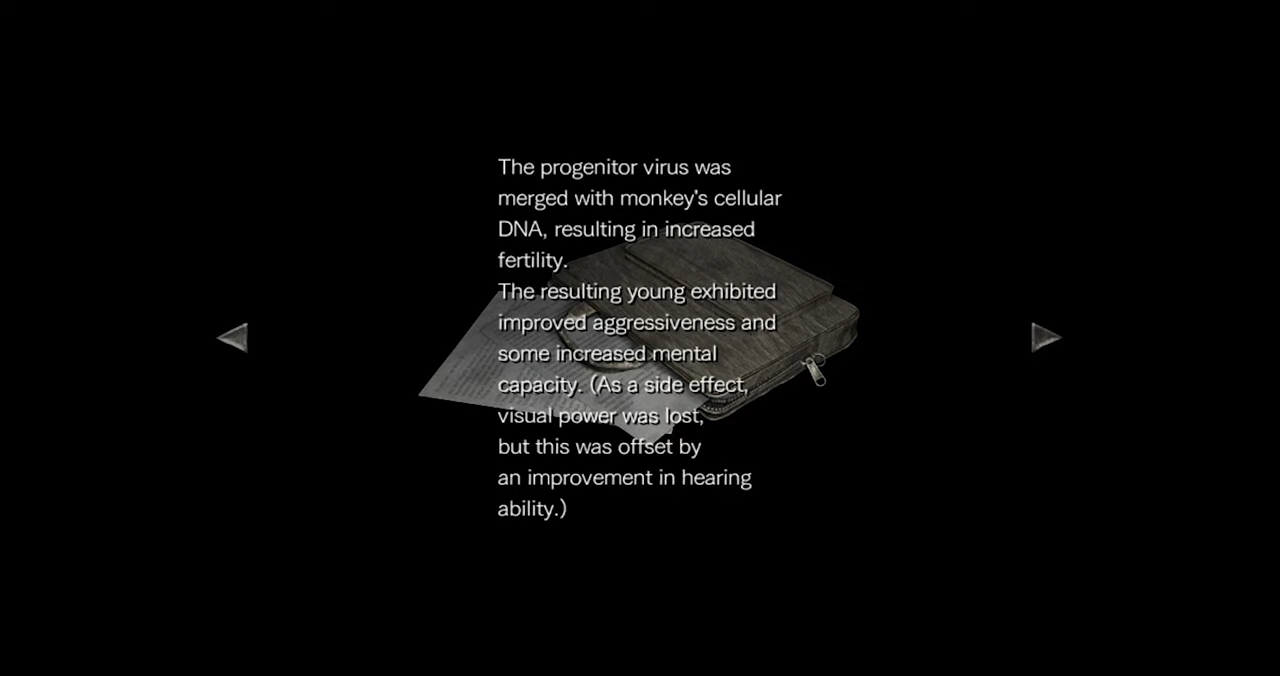 The progenitor virus was
merged with monkey's cellular
DNA, resulting in increased
fertility.
The resulting young exhibited
improved aggressiveness and
some increased mental
capacity. (As a side effect,
visual power was lost,
but this was offset by
an improvement in hearing
ability.)